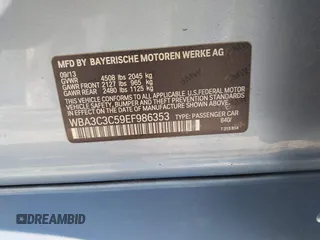 MFD BY BAYERISCHE MOTOREN WERKE AG
09/13
GVWR 4508 lbs 2045 kg
GAWR FRONT 2127 lbs 965 kg
GAWR REAR 2480 lbs 1125 kg
THIS VEHICLE CONFORMS TO ALL APPLICABLE
FEDERAL MOTOR VEHICLE SAFETY, BUMPER,
AND THEFT PREVENTION STANDARDS IN EFFECT
ON THE DATE OF MANUFACTURE SHOWN ABOVE.
WBA3C3C59EF986353
TYPE: PASSENGER CAR
DREAMBID